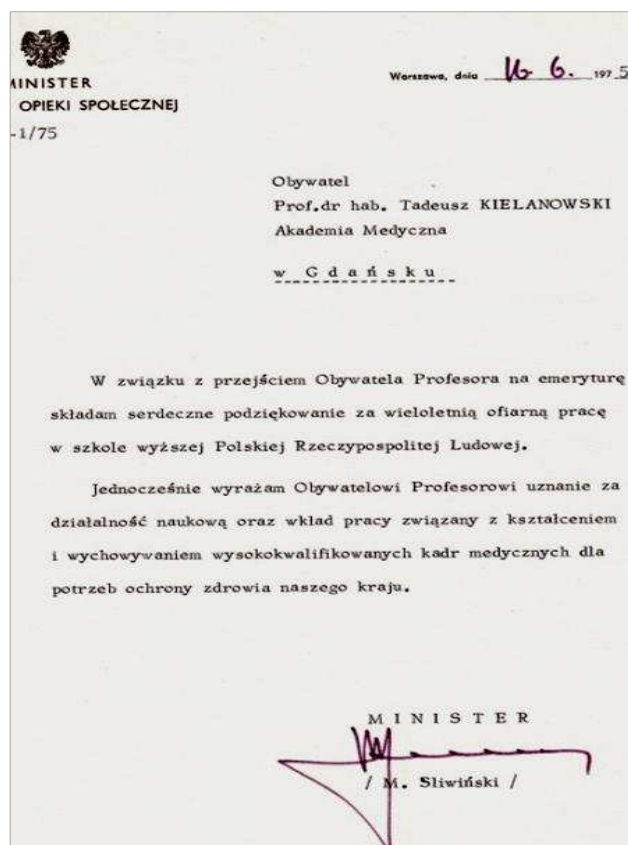 MINISTER
OPIEKI SPOŁECZNEJ
-1/75
Warszawa, dnia 16 6. 197 5
Obywatel
Prof.dr hab. Tadeusz KIELANOWSKI
Akademia Medyczna
w Gdańsku
W związku z przejściem Obywatela Profesora na emeryturę
składam serdeczne podziękowanie za wieloletnią ofiarną pracę
w szkole wyższej Polskiej Rzeczypospolitej Ludowej.
Jednocześnie wyrażam Obywatelowi Profesorowi uznanie za
działalność naukową oraz wkład pracy związany z kształceniem
i wychowywaniem wysokokwalifikowanych kadr medycznych dla
potrzeb ochrony zdrowia naszego kraju.
MINISTER
/ M. Sliwiński /